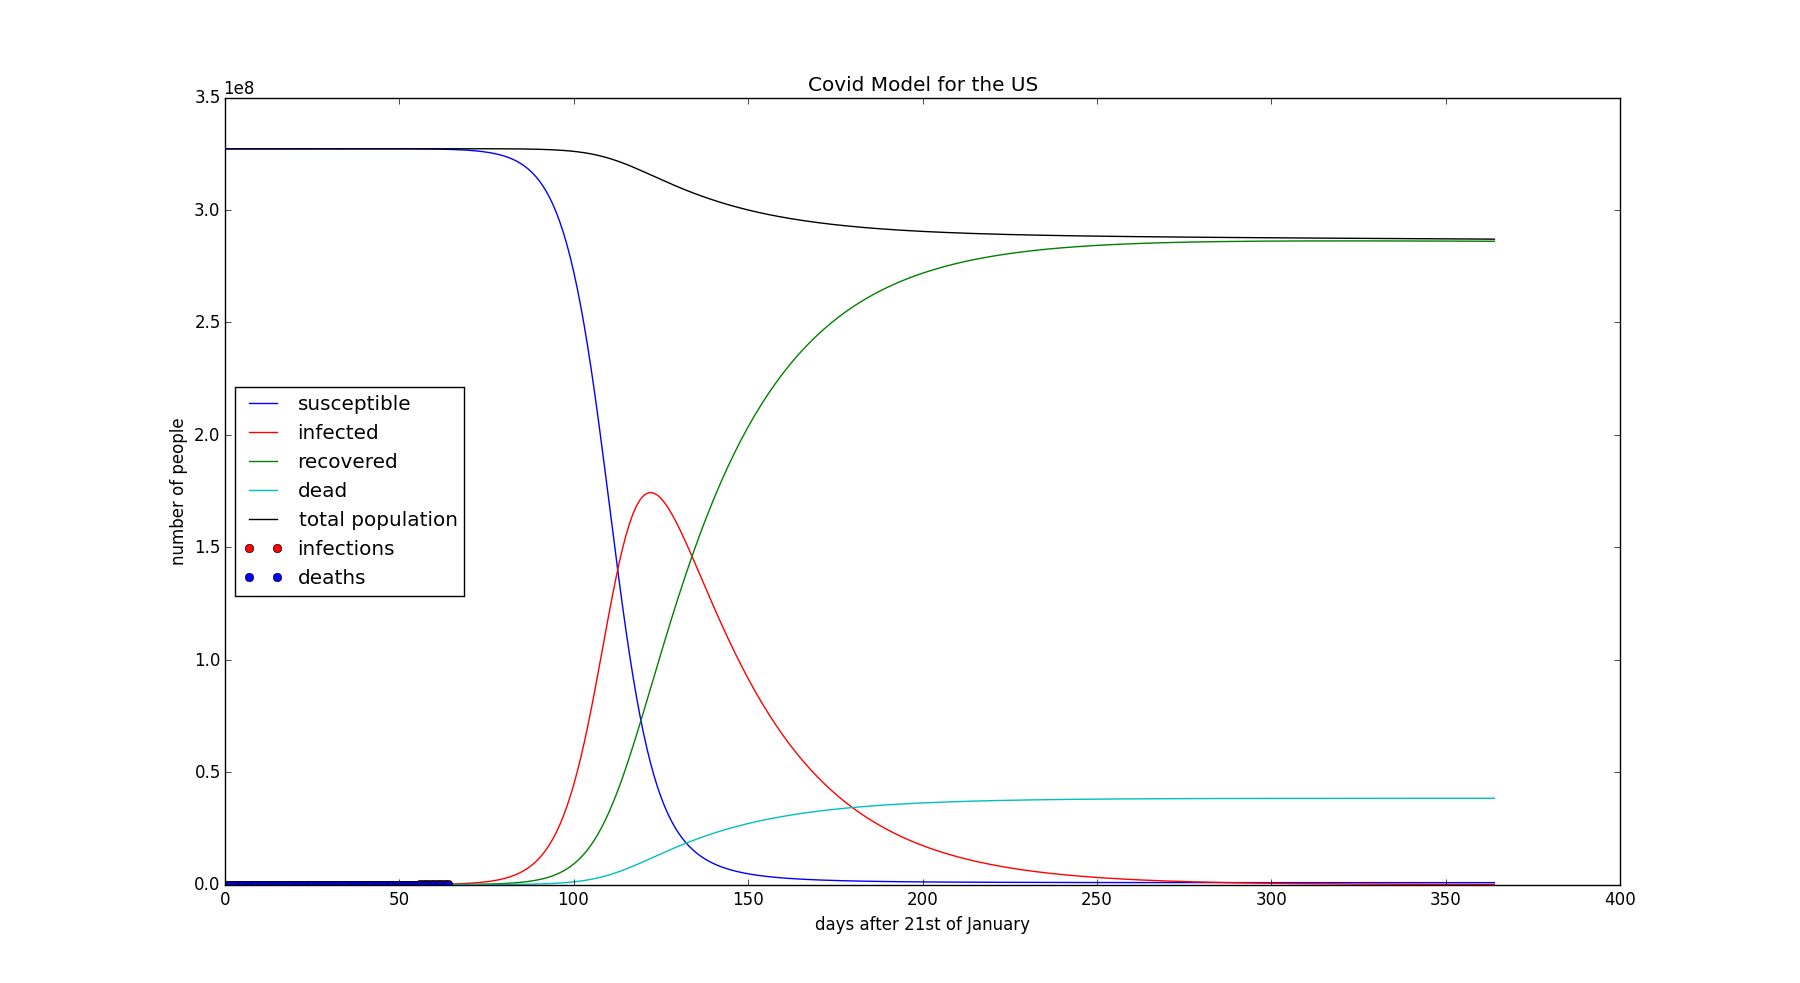 Covid Model for the US
1e8
3.5
3.0
2.5
2.0
1.5
1.0
0.5
0.0
number of people
susceptible
infected
recovered
dead
total population
infections
deaths
0 50 100 150 200 250 300 350 400
days after 21st of January